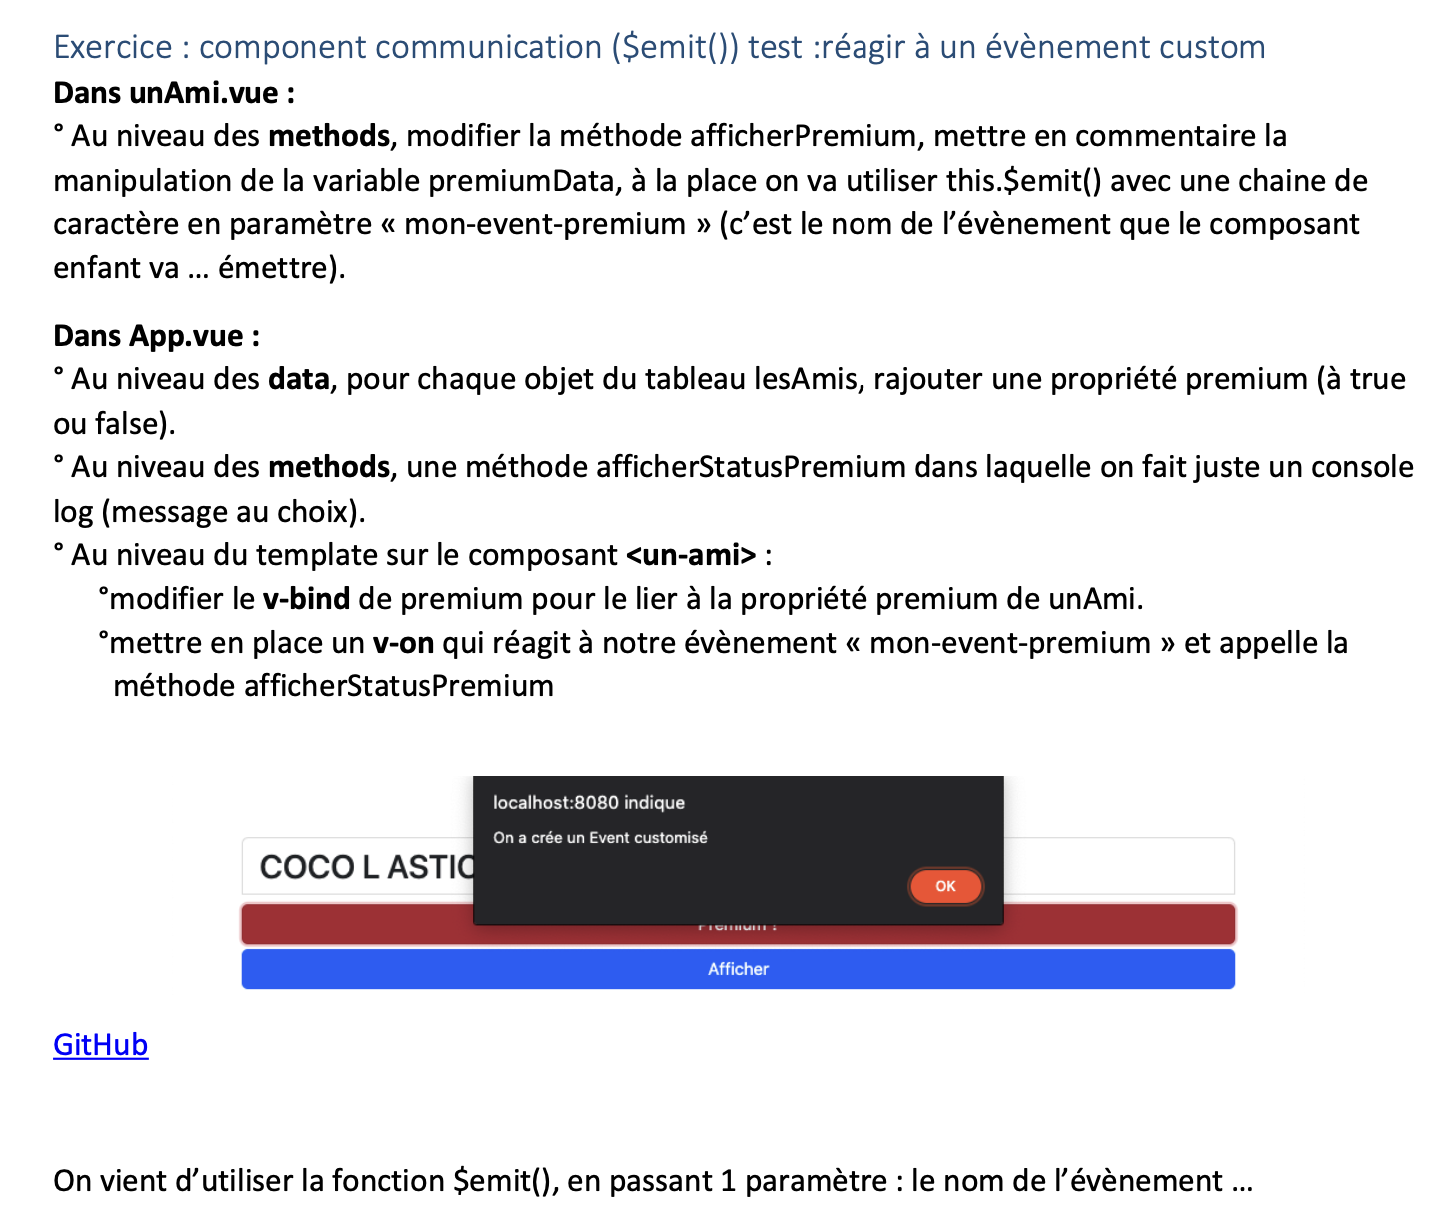 Exercice : component communication ($emit()) test :réagir à un évènement custom
Dans unAmi.vue :
° Au niveau des methods, modifier la méthode afficherPremium, mettre en commentaire la
manipulation de la variable premiumData, à la place on va utiliser this.$emit() avec une chaine de
caractère en paramètre « mon-event-premium » (c’est le nom de l’évènement que le composant
enfant va ... émettre).
Dans App.vue :
° Au niveau des data, pour chaque objet du tableau lesAmis, rajouter une propriété premium (à true
ou false).
° Au niveau des methods, une méthode afficherStatusPremium dans laquelle on fait juste un console
log (message au choix).
° Au niveau du template sur le composant <un-ami> :
°modifier le v-bind de premium pour le lier à la propriété premium de unAmi.
°mettre en place un v-on qui réagit à notre évènement « mon-event-premium » et appelle la
méthode afficherStatusPremium
localhost:8080 indique
On a crée un Event customisé
OK
COCO L ASTIC
Premium ?
Afficher
GitHub
On vient d’utiliser la fonction $emit(), en passant 1 paramètre : le nom de l’évènement ...